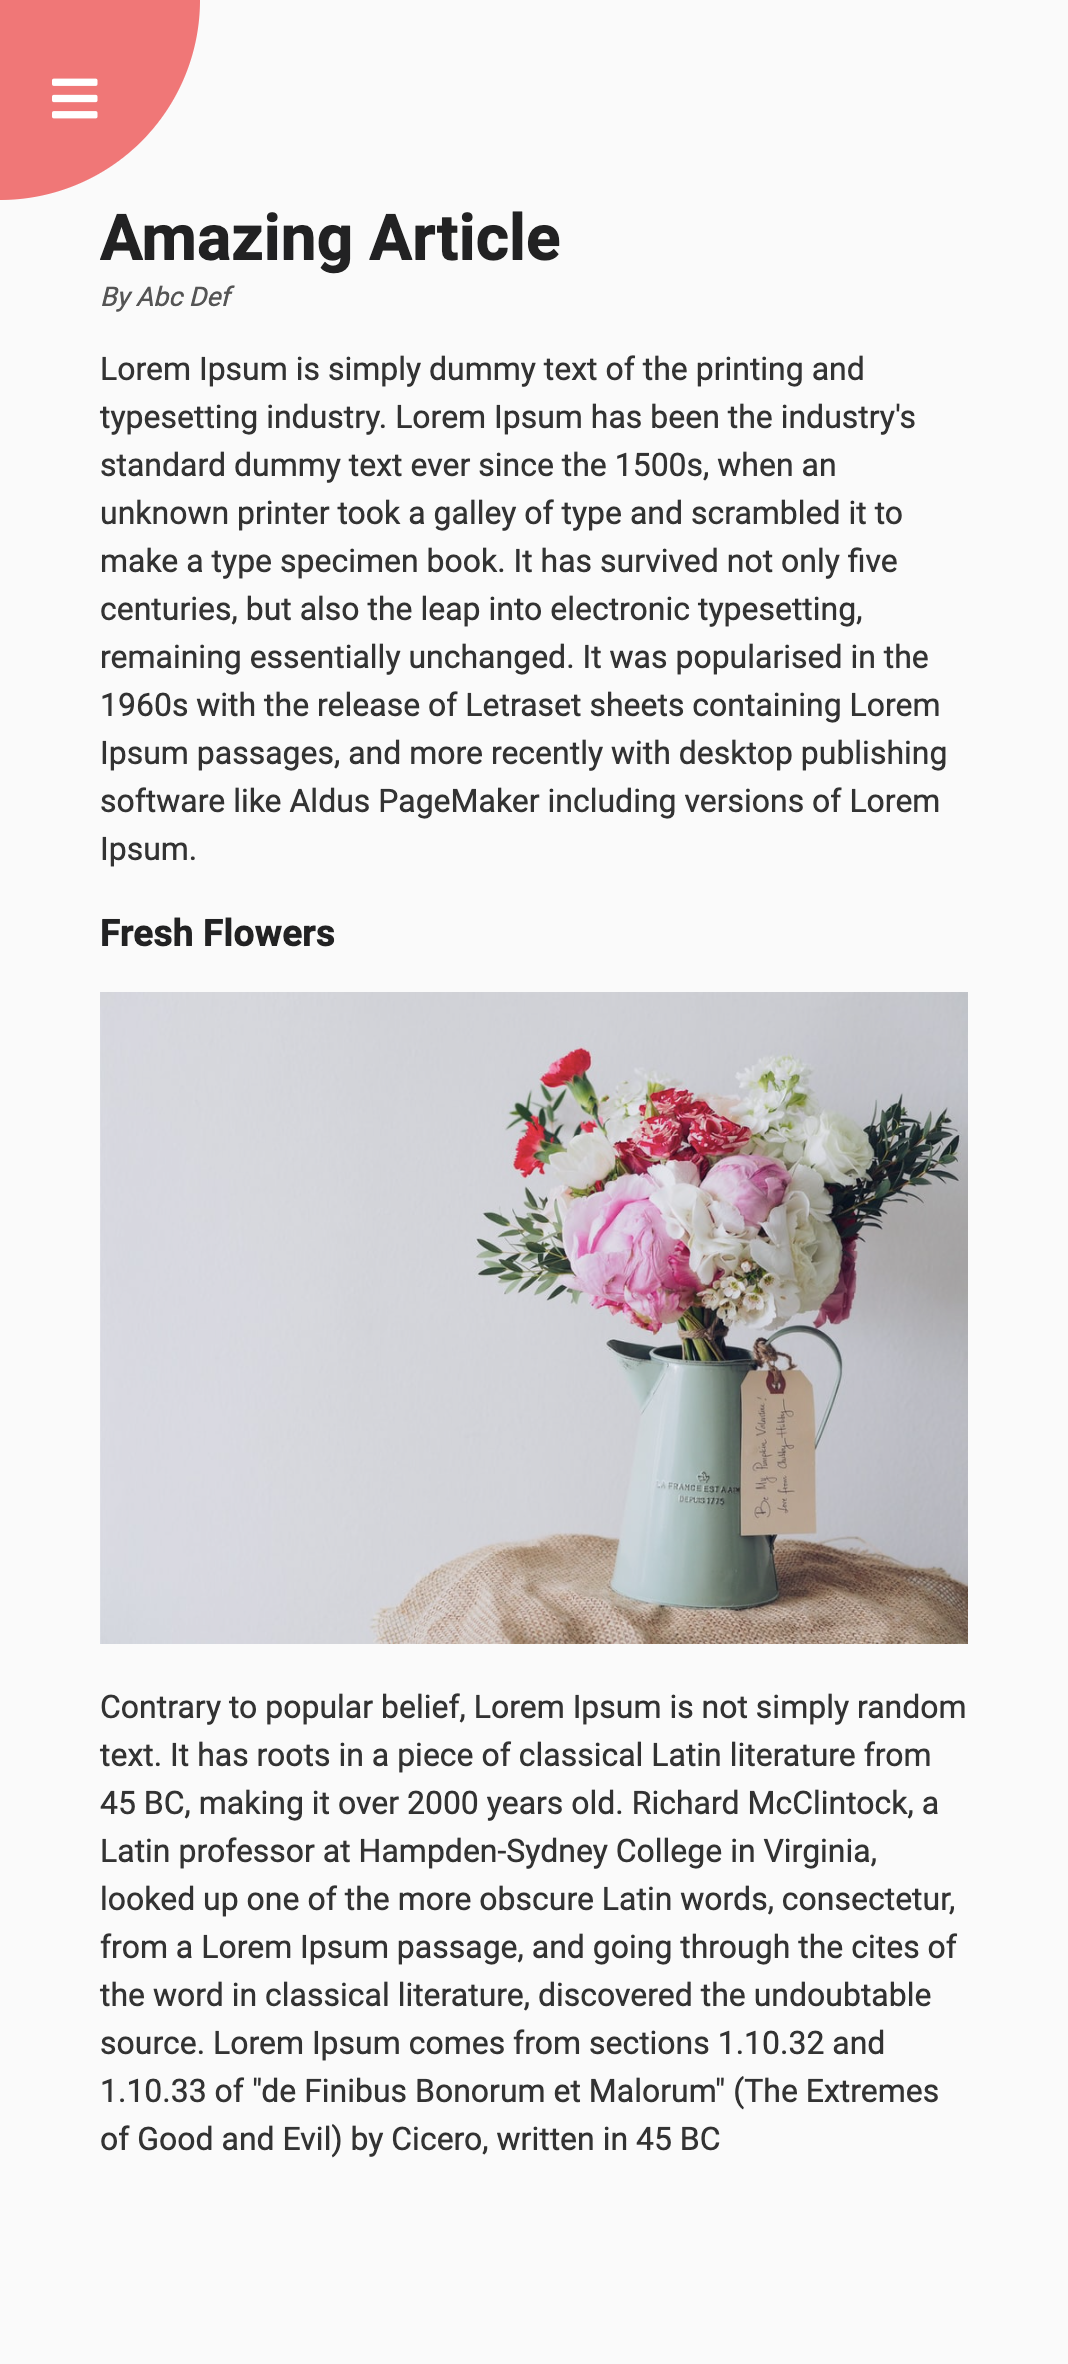 Amazing Article
By Abc Def
Lorem Ipsum is simply dummy text of the printing and
typesetting industry. Lorem Ipsum has been the industry's
standard dummy text ever since the 1500s, when an
unknown printer took a galley of type and scrambled it to
make a type specimen book. It has survived not only five
centuries, but also the leap into electronic typesetting,
remaining essentially unchanged. It was popularised in the
1960s with the release of Letraset sheets containing Lorem
Ipsum passages, and more recently with desktop publishing
software like Aldus PageMaker including versions of Lorem
Ipsum.
Fresh Flowers
Be My Pumpkin Valentine!
Love from Chubby Hubby
LA FRANCE EST A
DEPUIS 1775
Contrary to popular belief, Lorem Ipsum is not simply random
text. It has roots in a piece of classical Latin literature from
45 BC, making it over 2000 years old. Richard McClintock, a
Latin professor at Hampden-Sydney College in Virginia,
looked up one of the more obscure Latin words, consectetur,
from a Lorem Ipsum passage, and going through the cites of
the word in classical literature, discovered the undoubtable
source. Lorem Ipsum comes from sections 1.10.32 and
1.10.33 of "de Finibus Bonorum et Malorum" (The Extremes
of Good and Evil) by Cicero, written in 45 BC